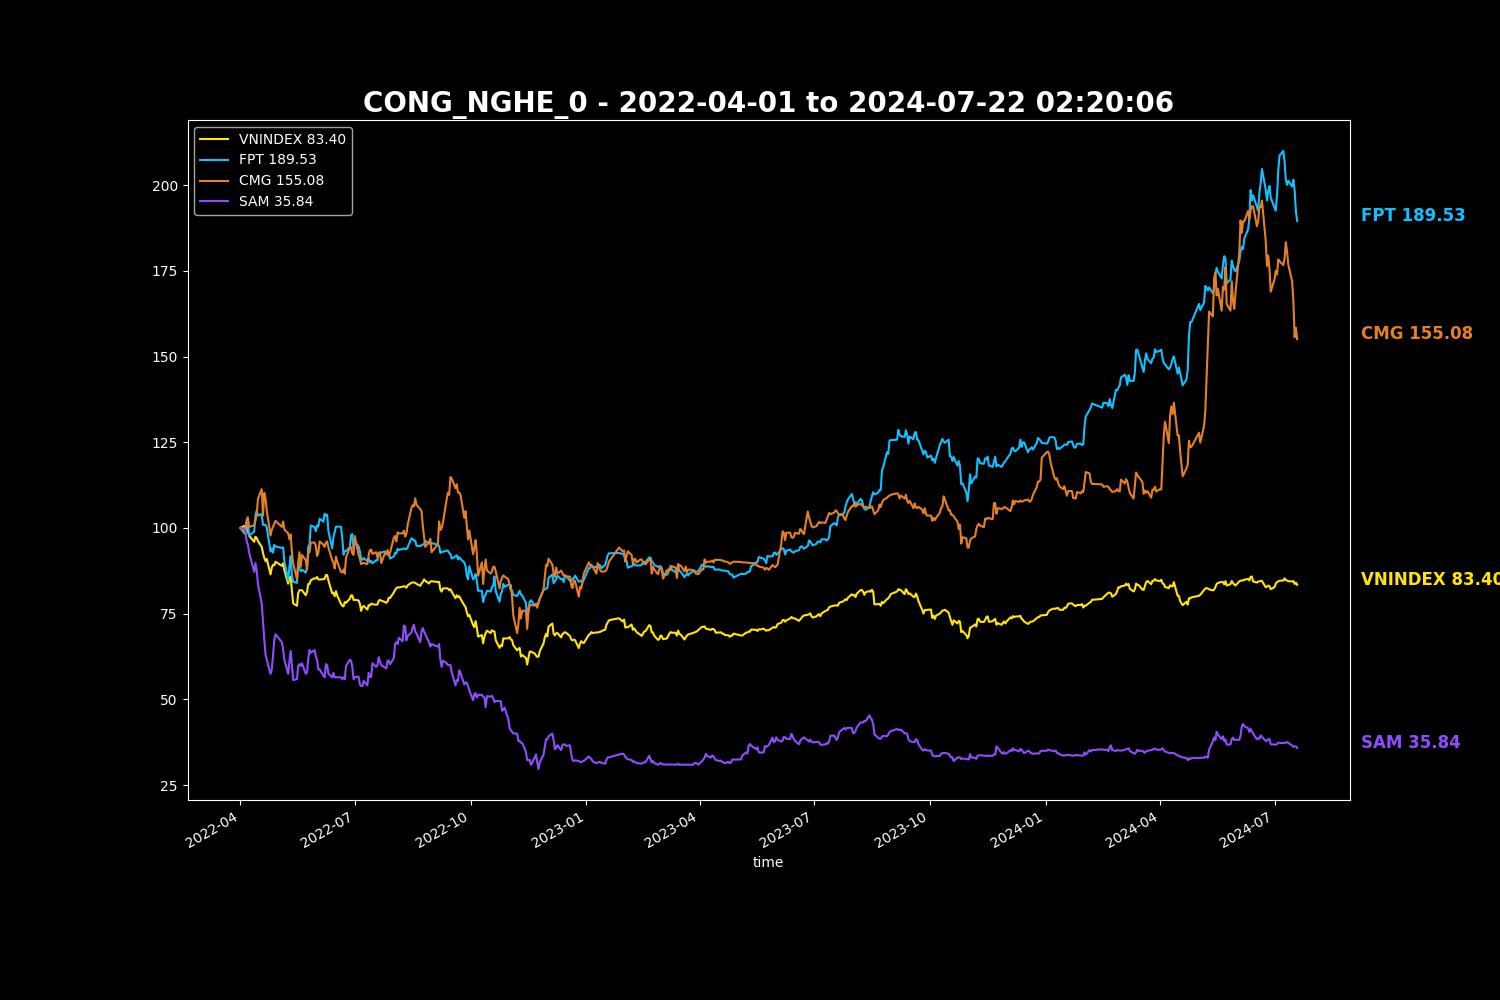 CONG_NGHE_0 - 2022-04-01 to 2024-07-22 02:20:06
VNINDEX 83.40
FPT 189.53
CMG 155.08
SAM 35.84
200
175
150
125
100
75
50
25
FPT 189.53
CMG 155.08
VNINDEX 83.40
SAM 35.84
2022-04
2022-07
2022-10
2023-01
2023-04
2023-07
2023-10
2024-01
2024-04
2024-07
time